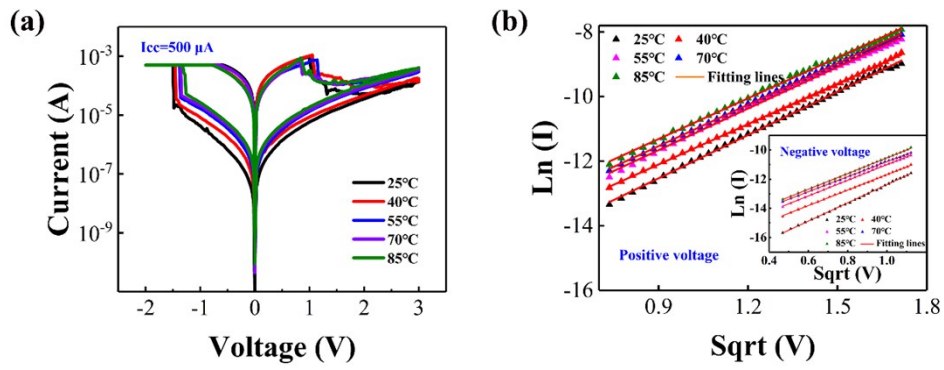 (a)
Icc=500 μA
10⁻³
10⁻⁵
10⁻⁷
10⁻⁹
Current (A)
25℃
40℃
55℃
70℃
85℃
-2 -1 0 1 2 3
Voltage (V)
(b)
-8
-10
-12
-14
-16
Ln (I)
25℃ 40℃
55℃ 70℃
85℃ Fitting lines
Positive voltage
0.9 1.2 1.5 1.8
Sqrt (V)
Negative voltage
-10
-12
-14
-16
Ln (I)
25℃ 40℃
55℃ 70℃
85℃ Fitting lines
0.4 0.6 0.8 1.0
Sqrt (V)